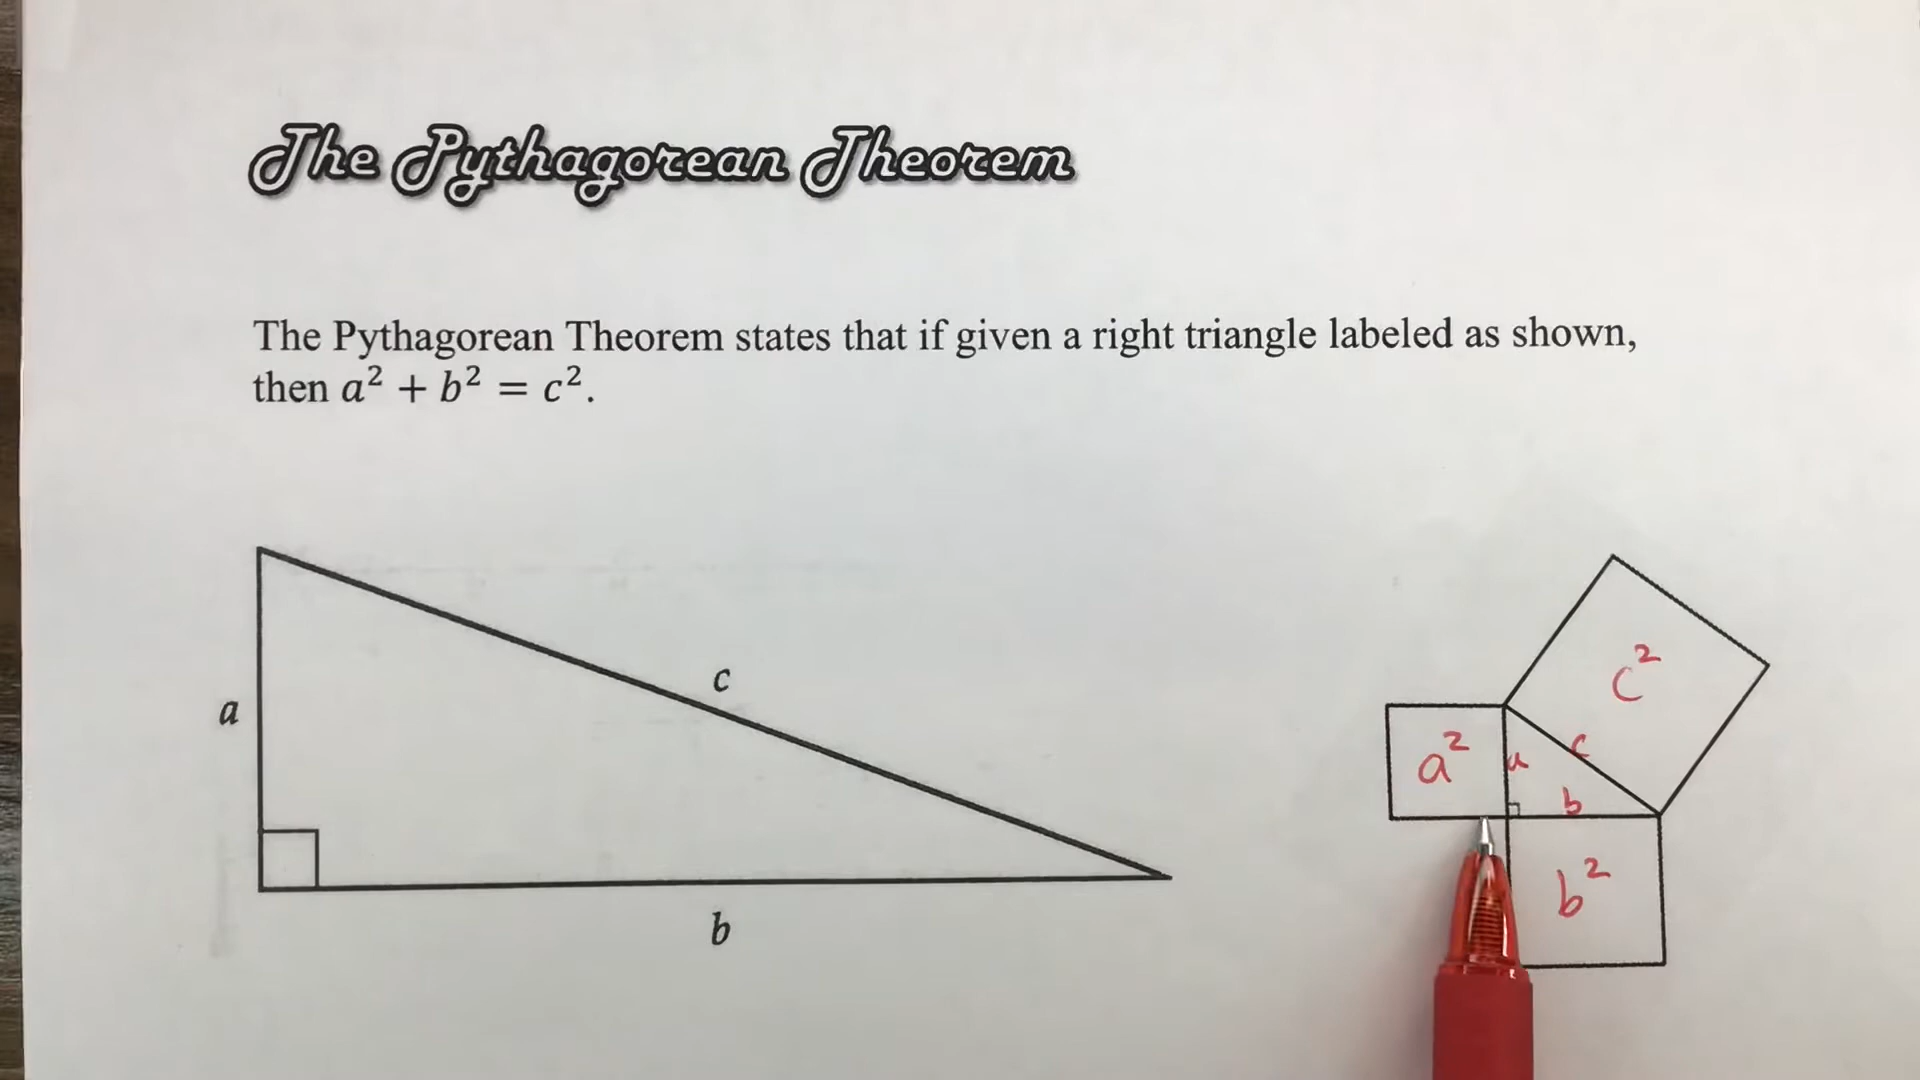 The Pythagorean Theorem
The Pythagorean Theorem states that if given a right triangle labeled as shown,
then a² + b² = c².
a
c
b
c²
a²
a
c
b
b²